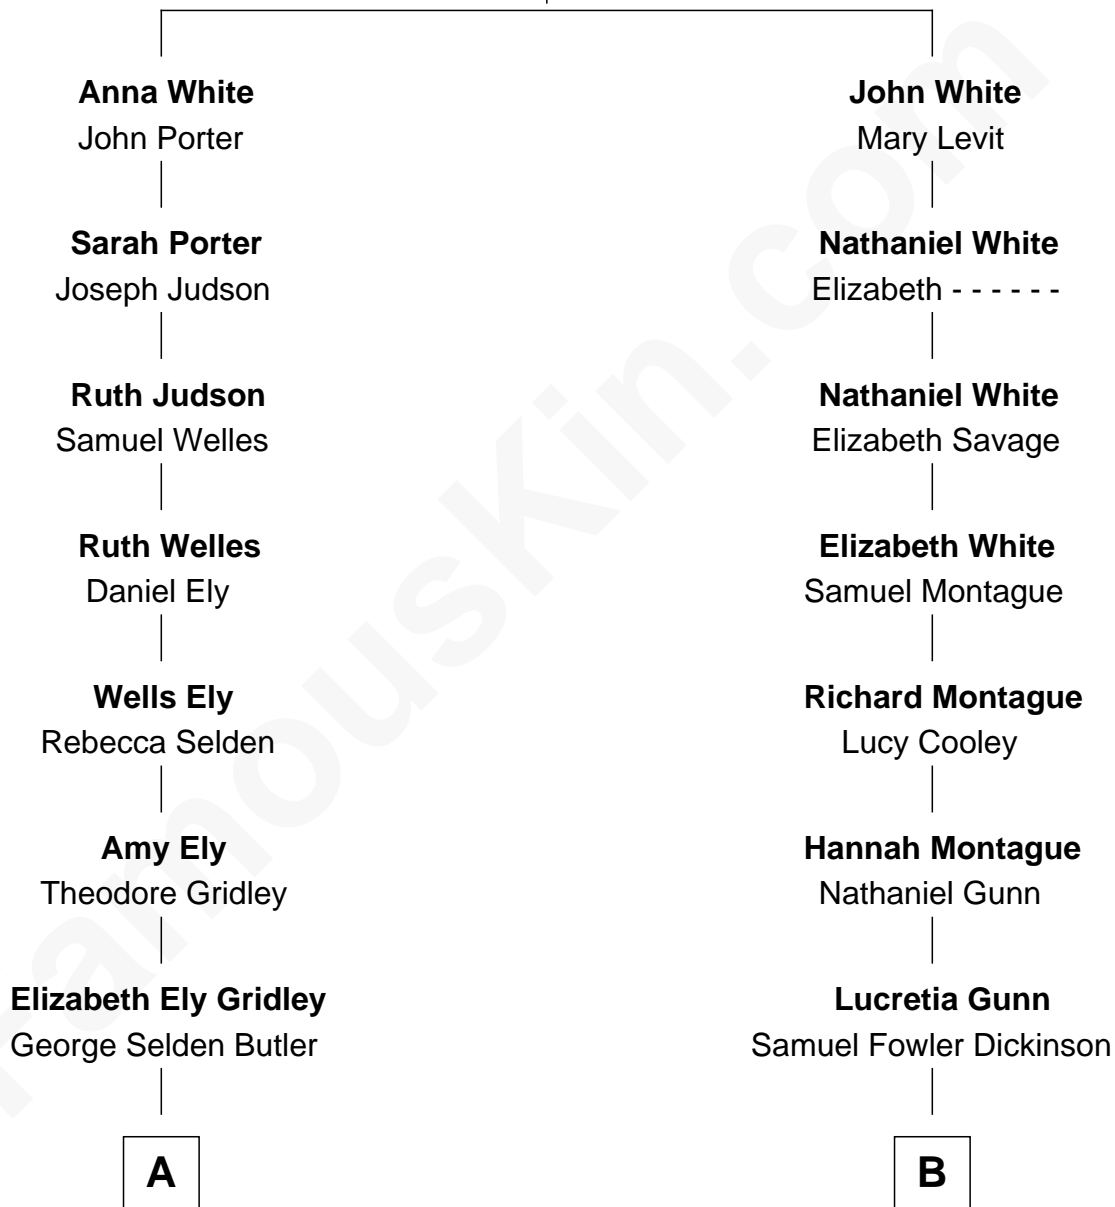 Anna White
John Porter
Sarah Porter
Joseph Judson
Ruth Judson
Samuel Welles
Ruth Welles
Daniel Ely
Wells Ely
Rebecca Selden
Amy Ely
Theodore Gridley
Elizabeth Ely Gridley
George Selden Butler
A
John White
Mary Levit
Nathaniel White
Elizabeth - - - - - -
Nathaniel White
Elizabeth Savage
Elizabeth White
Samuel Montague
Richard Montague
Lucy Cooley
Hannah Montague
Nathaniel Gunn
Lucretia Gunn
Samuel Fowler Dickinson
B
FamousKin.com